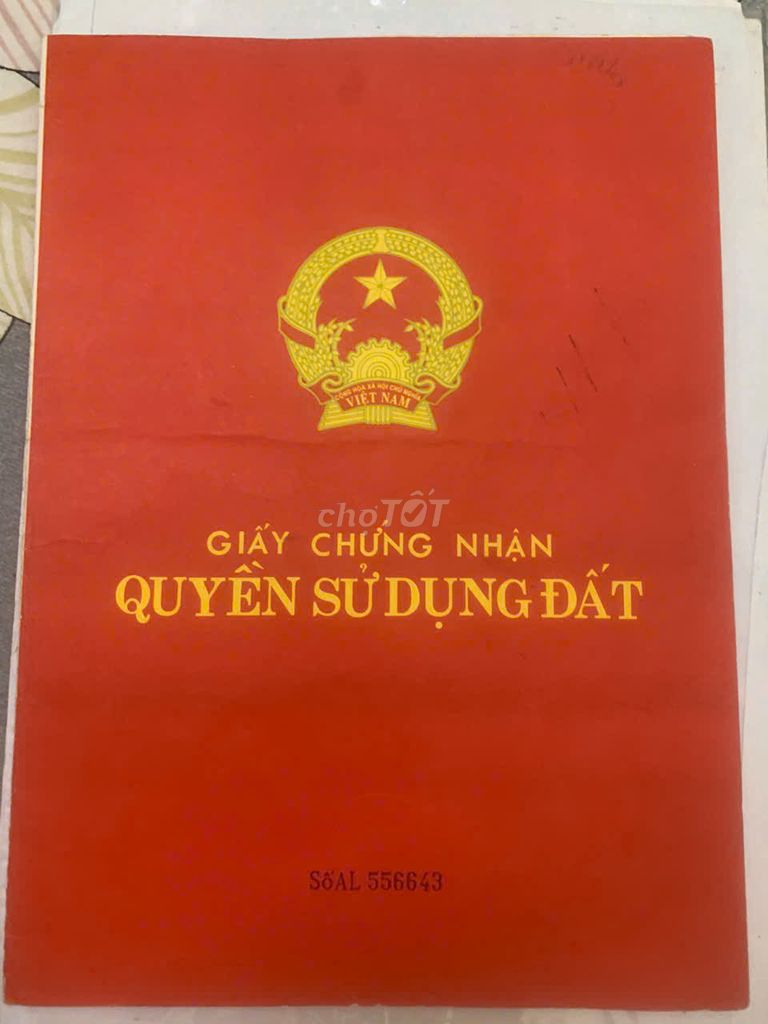 CỘNG HÒA XÃ HỘI CHỦ NGHĨA
VIỆT NAM
chợTỐT
GIẤY CHỨNG NHẬN
QUYỀN SỬ DỤNG ĐẤT
Số AL 556643